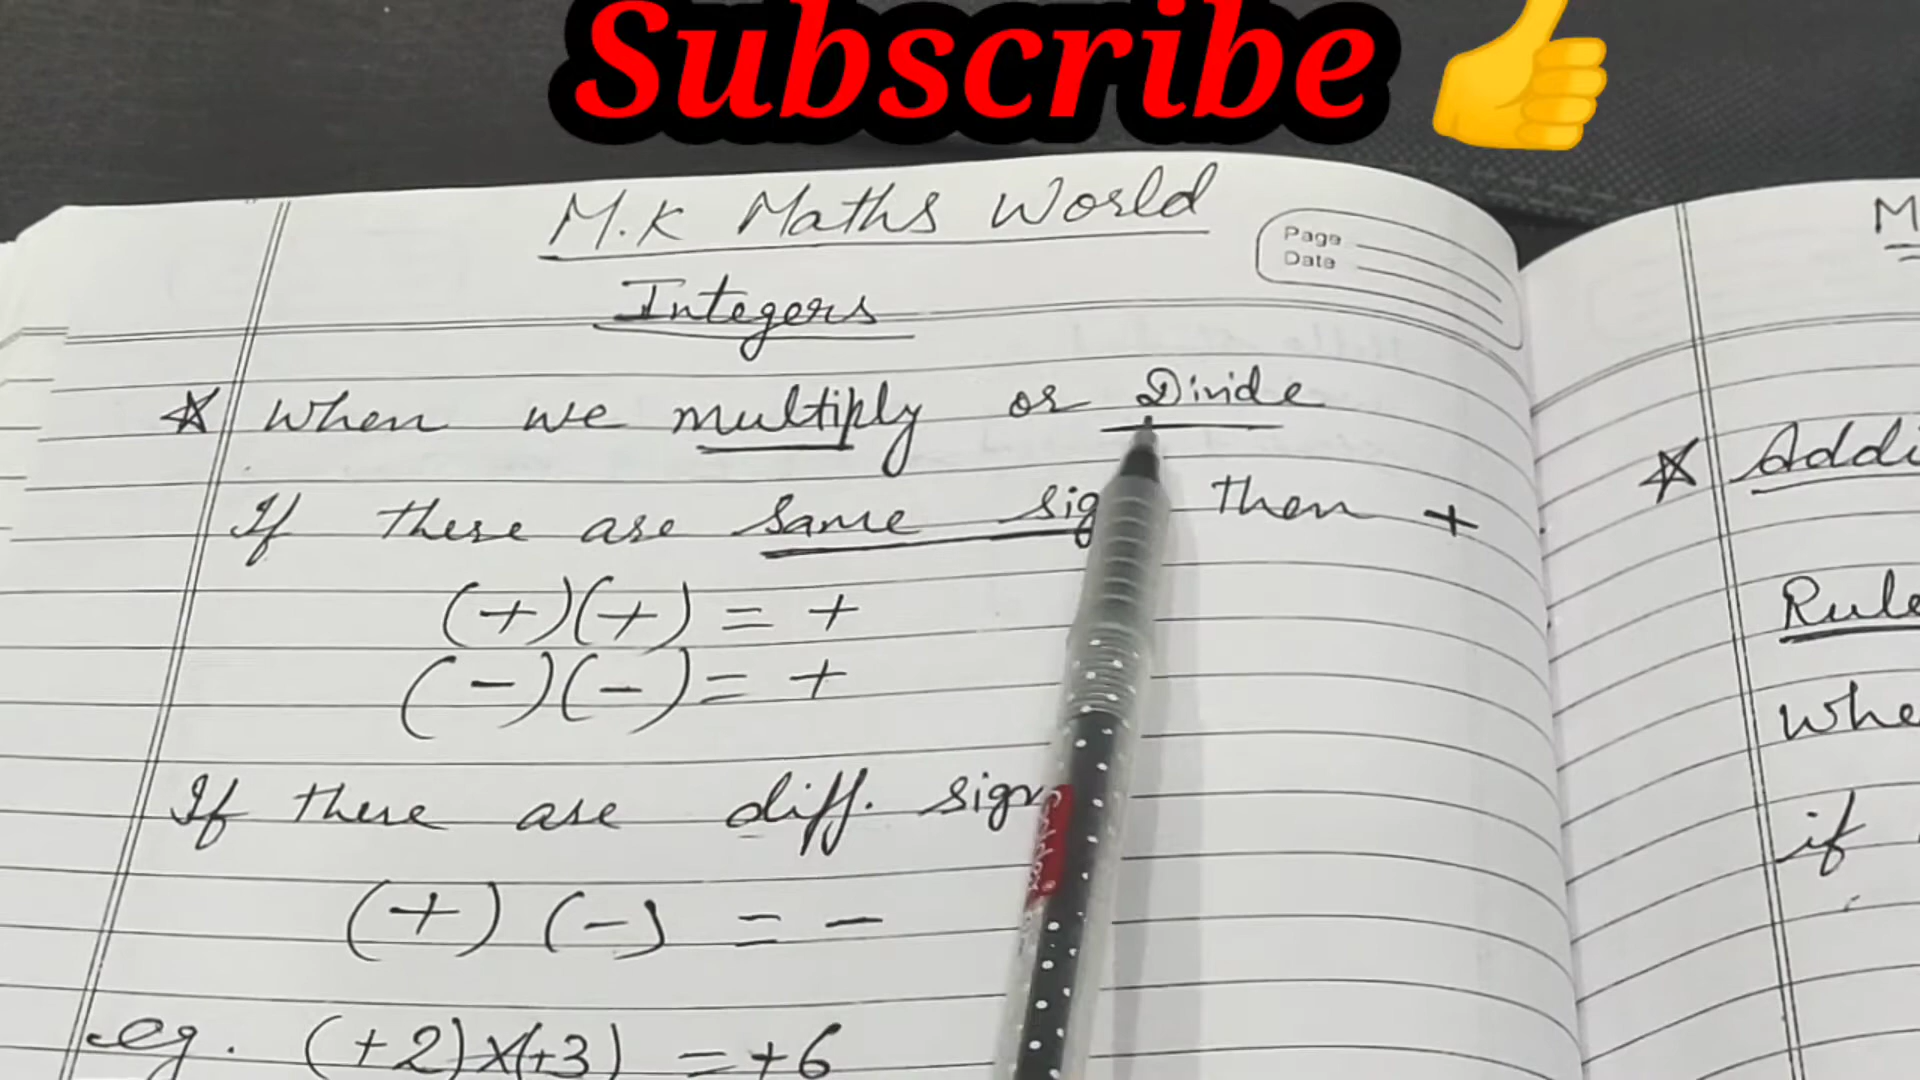 Subscribe 👍
M.K Maths World
Page
Date
Integers
☆ When we multiply or Divide
If there are same sig then +
(+)(+) = +
(-)(-) = +
If there are diff. sign
(+) (-) = -
eg. (+2)×(+3) = +6
M
☆ Addi
Rule
Whe
if